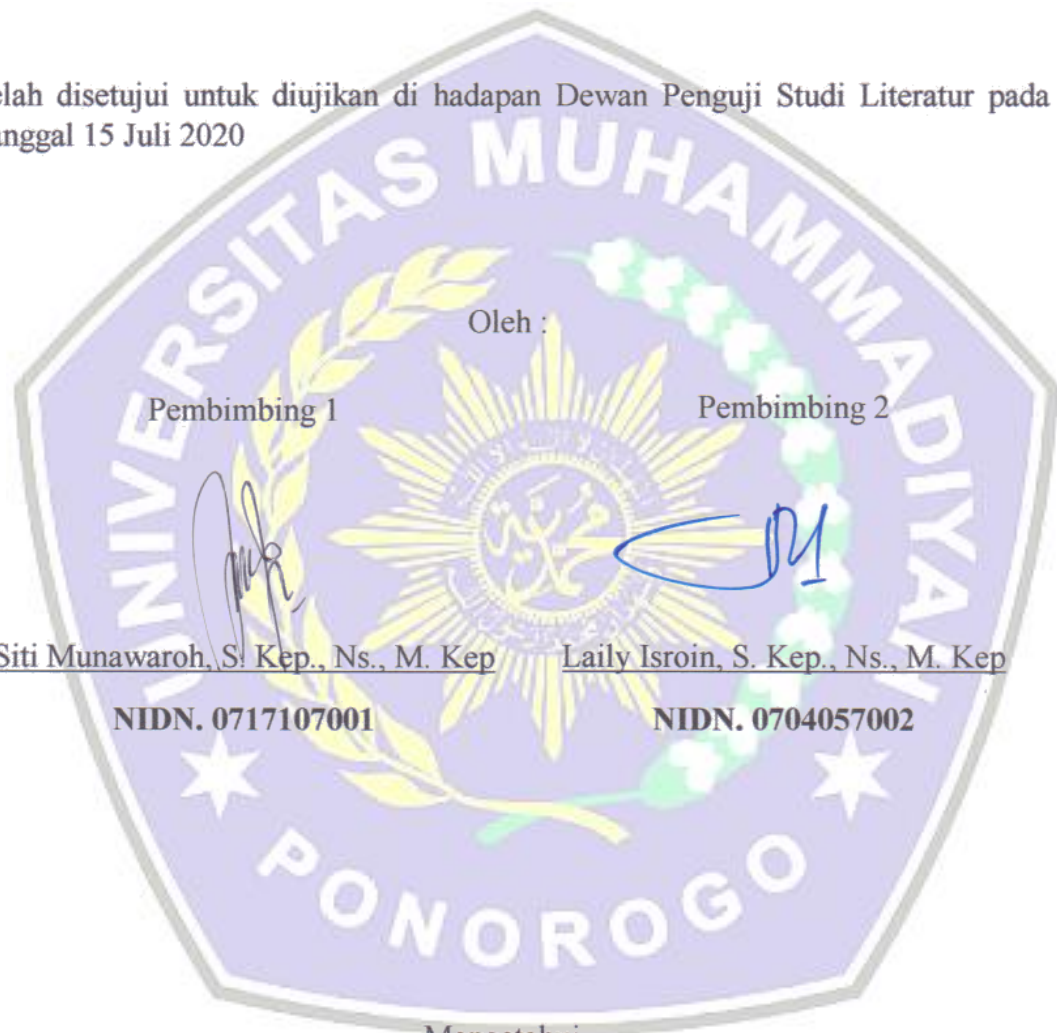 elah disetujui untuk diujikan di hadapan Dewan Penguji Studi Literatur pada
anggal 15 Juli 2020
UNIVERSITAS MUHAMMADIYAH
Oleh :
Pembimbing 1 Pembimbing 2
Siti Munawaroh, S. Kep., Ns., M. Kep Laily Isroin, S. Kep., Ns., M. Kep
NIDN. 0717107001 NIDN. 0704057002
PONOROGO